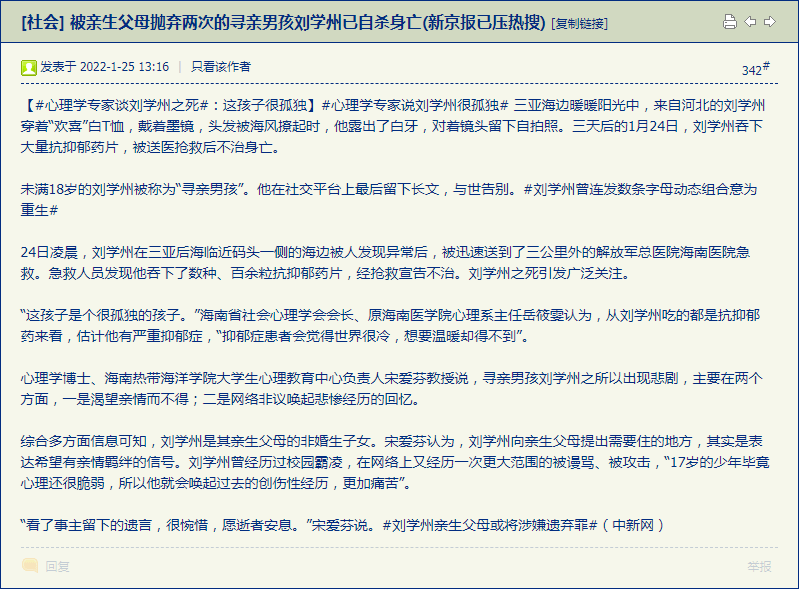 [社会] 被亲生父母抛弃两次的寻亲男孩刘学州已自杀身亡(新京报已压热搜) [复制链接]
发表于 2022-1-25 13:16 | 只看该作者
342#
【#心理学专家谈刘学州之死#：这孩子很孤独】#心理学专家说刘学州很孤独# 三亚海边暖暖阳光中，来自河北的刘学州
穿着“欢喜”白T恤，戴着墨镜，头发被海风撩起时，他露出了白牙，对着镜头留下自拍照。三天后的1月24日，刘学州吞下
大量抗抑郁药片，被送医抢救后不治身亡。
未满18岁的刘学州被称为“寻亲男孩”。他在社交平台上最后留下长文，与世告别。#刘学州曾连发数条字母动态组合意为
重生#
24日凌晨，刘学州在三亚后海临近码头一侧的海边被人发现异常后，被迅速送到了三公里外的解放军总医院海南医院急
救。急救人员发现他吞下了数种、百余粒抗抑郁药片，经抢救宣告不治。刘学州之死引发广泛关注。
“这孩子是个很孤独的孩子。”海南省社会心理学会会长、原海南医学院心理系主任岳筱雯认为，从刘学州吃的都是抗抑郁
药来看，估计他有严重抑郁症，“抑郁症患者会觉得世界很冷，想要温暖却得不到”。
心理学博士、海南热带海洋学院大学生心理教育中心负责人宋爱芬教授说，寻亲男孩刘学州之所以出现悲剧，主要在两个
方面，一是渴望亲情而不得；二是网络非议唤起悲惨经历的回忆。
综合多方面信息可知，刘学州是其亲生父母的非婚生子女。宋爱芬认为，刘学州向亲生父母提出需要住的地方，其实是表
达希望有亲情羁绊的信号。刘学州曾经历过校园霸凌，在网络上又经历一次更大范围的被谩骂、被攻击，“17岁的少年毕竟
心理还很脆弱，所以他就会唤起过去的创伤性经历，更加痛苦”。
“看了事主留下的遗言，很惋惜，愿逝者安息。”宋爱芬说。#刘学州亲生父母或将涉嫌遗弃罪#（中新网）
回复
举报